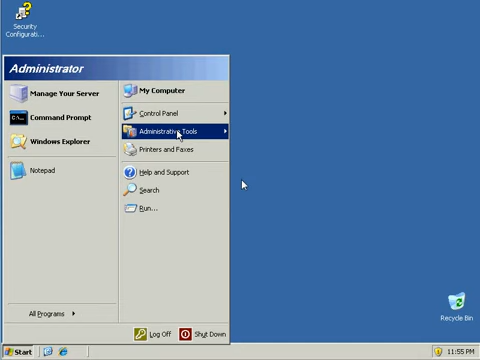 Security
Configurati...
Administrator
Manage Your Server
Command Prompt
Windows Explorer
Notepad
All Programs
My Computer
Control Panel
Administrative Tools
Printers and Faxes
Help and Support
Search
Run...
Log Off
Shut Down
Recycle Bin
Start
11:55 PM